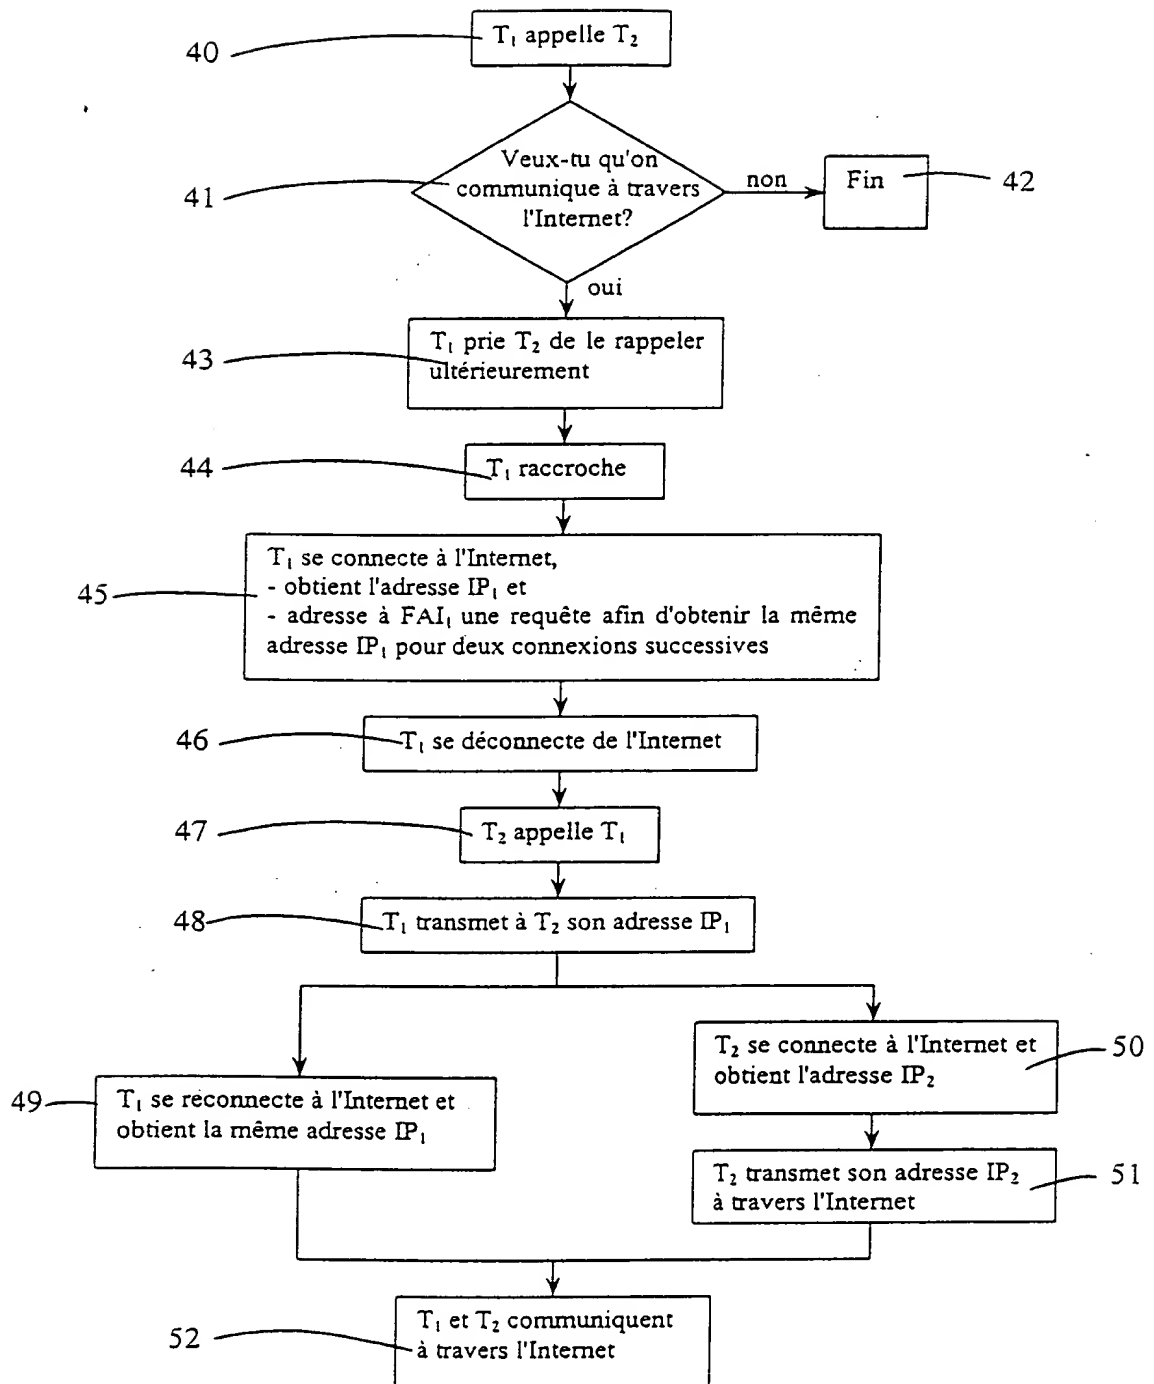 40
T₁ appelle T₂
41
Veux-tu qu'on
communique à travers
l'Internet?
non
Fin
42
oui
43
T₁ prie T₂ de le rappeler
ultérieurement
44
T₁ raccroche
45
T₁ se connecte à l'Internet,
- obtient l'adresse IP₁ et
- adresse à FAI₁ une requête afin d'obtenir la même
adresse IP₁ pour deux connexions successives
46
T₁ se déconnecte de l'Internet
47
T₂ appelle T₁
48
T₁ transmet à T₂ son adresse IP₁
49
T₁ se reconnecte à l'Internet et
obtient la même adresse IP₁
T₂ se connecte à l'Internet et
obtient l'adresse IP₂
50
T₂ transmet son adresse IP₂
à travers l'Internet
51
52
T₁ et T₂ communiquent
à travers l'Internet